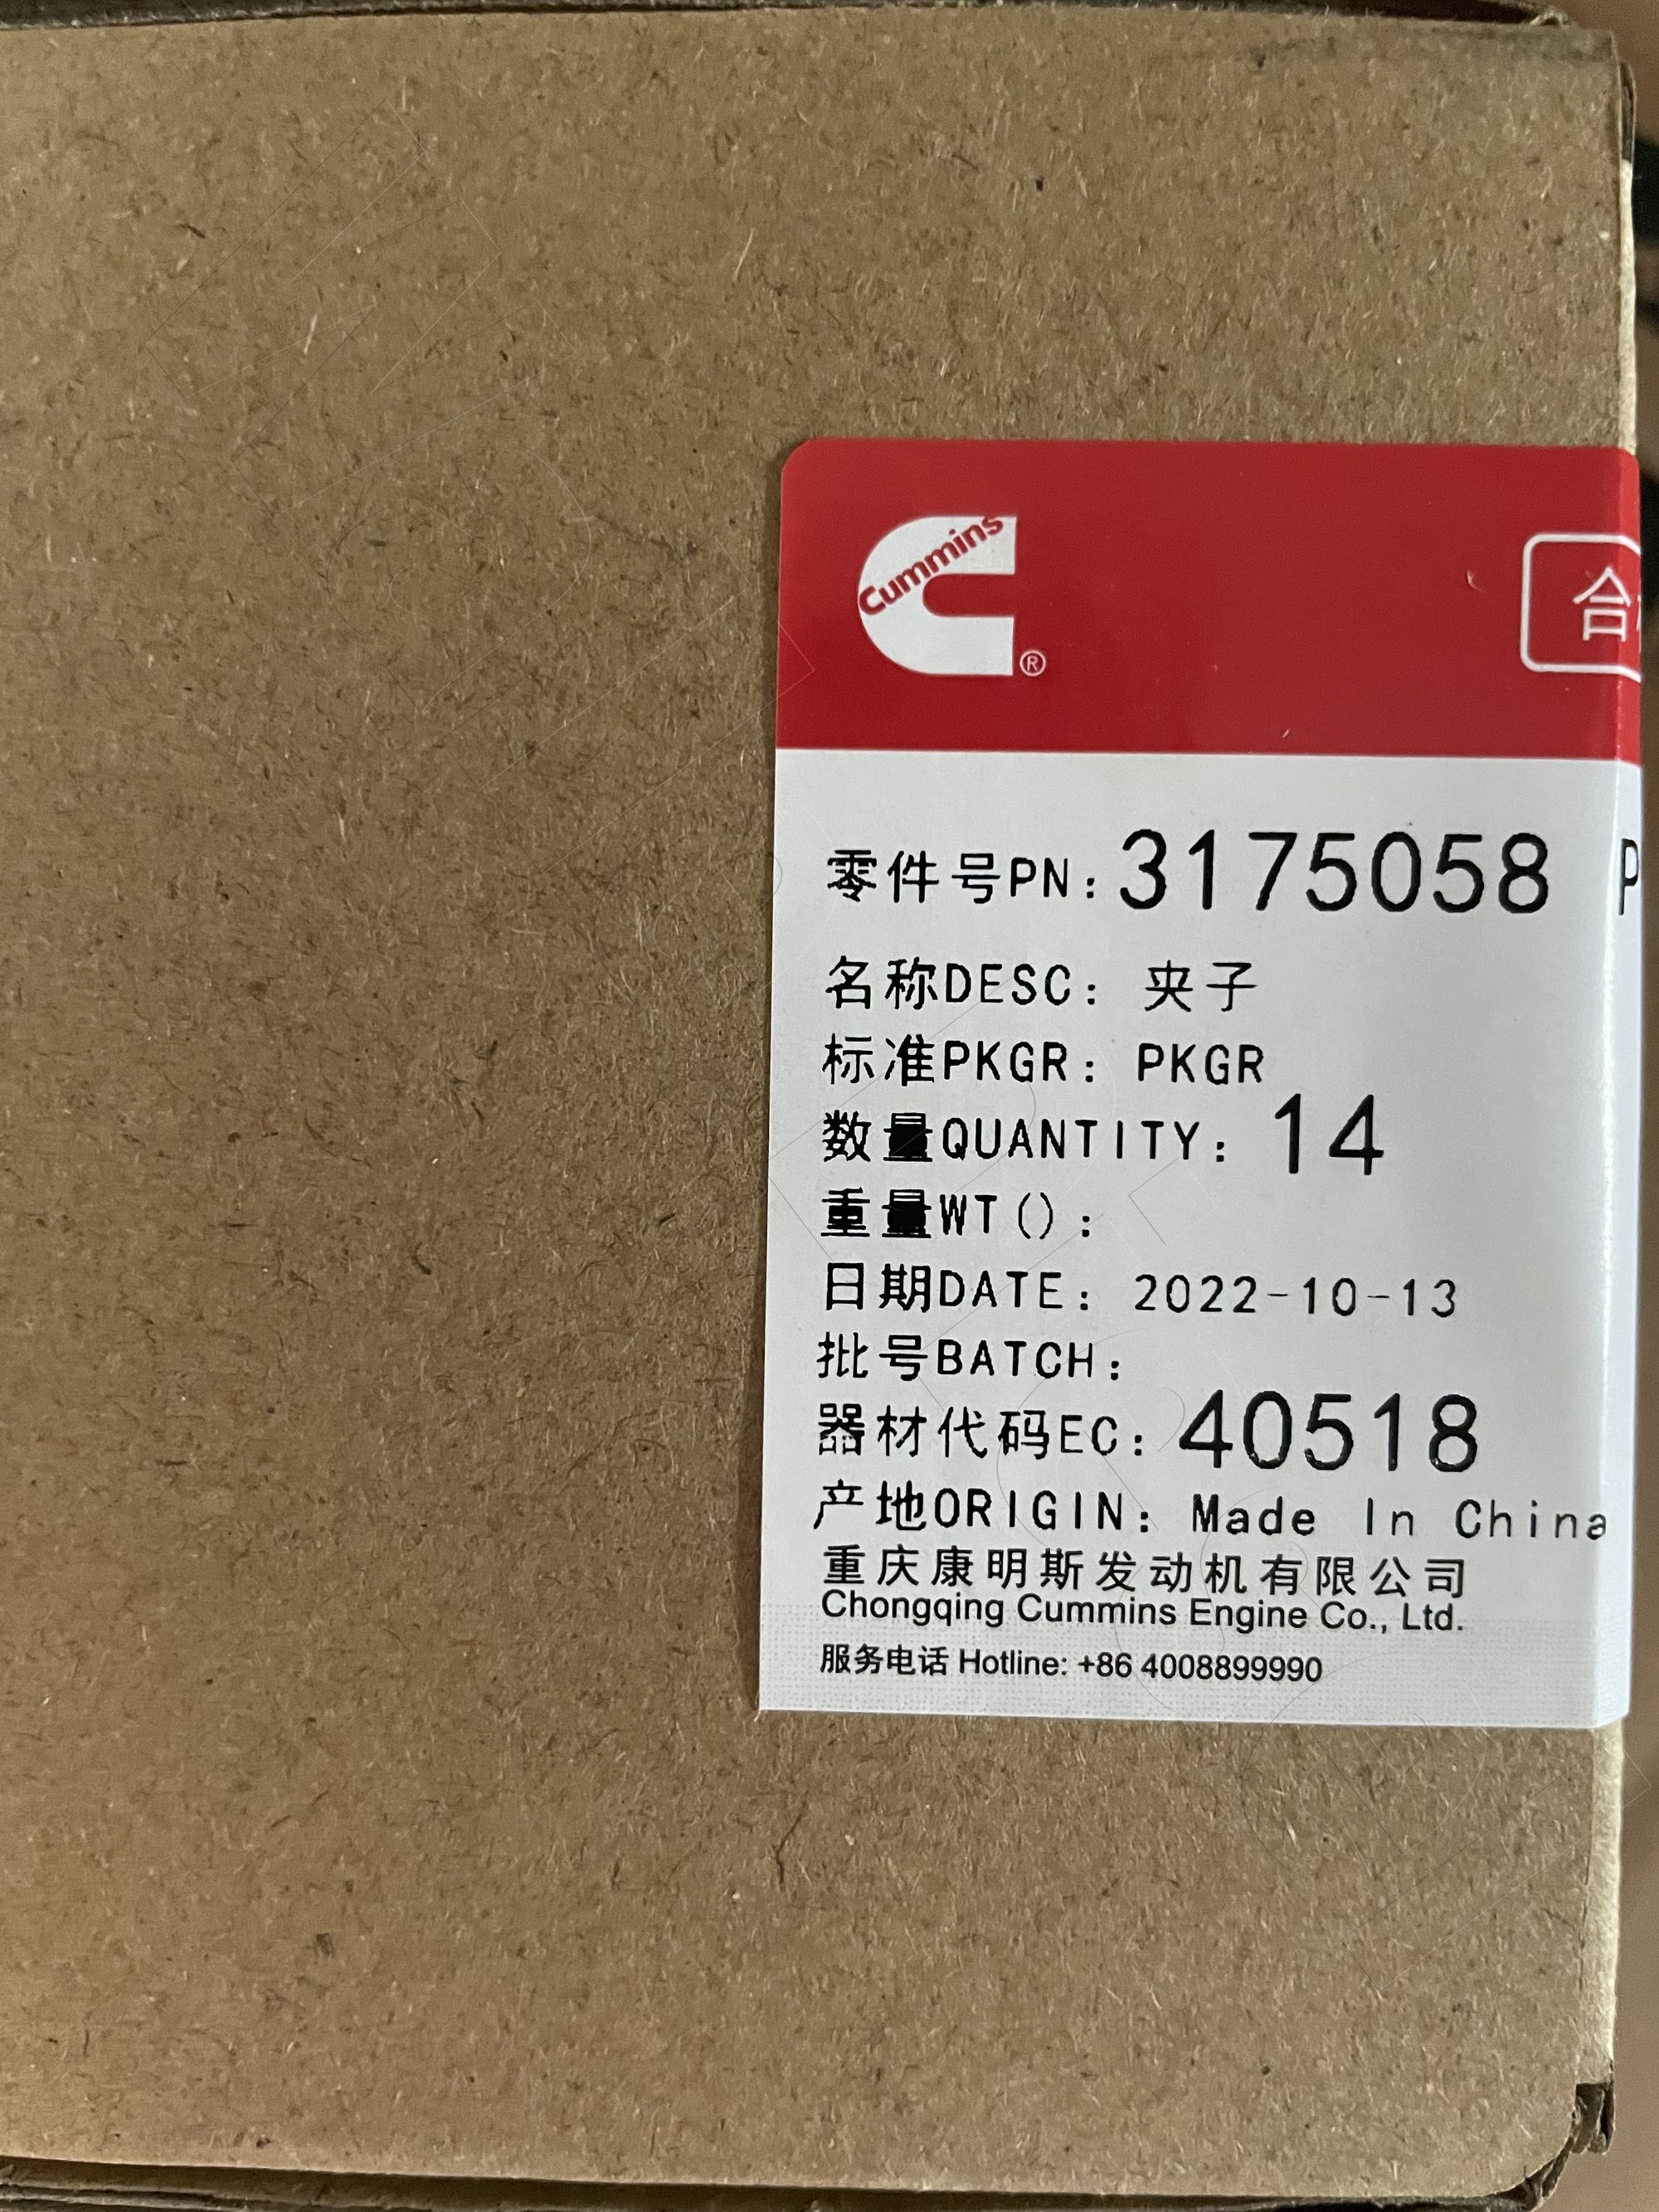 Cummins
®
合
零件号PN: 3175058 P
名称DESC: 夹子
标准PKGR: PKGR
数量QUANTITY: 14
重量WT():
日期DATE: 2022-10-13
批号BATCH:
器材代码EC: 40518
产地ORIGIN: Made In China
重庆康明斯发动机有限公司
Chongqing Cummins Engine Co., Ltd.
服务电话 Hotline: +86 4008899990